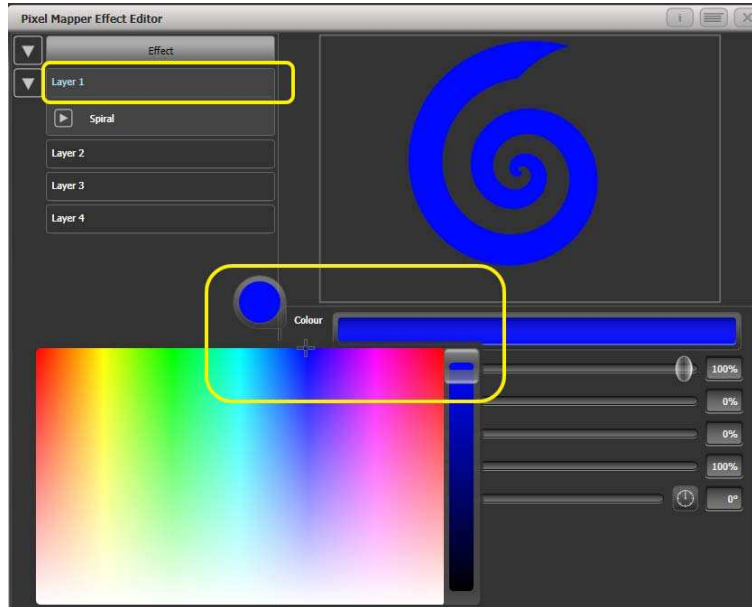 Pixel Mapper Effect Editor
Effect
Layer 1
Spiral
Layer 2
Layer 3
Layer 4
Colour
100%
0%
0%
100%
0°